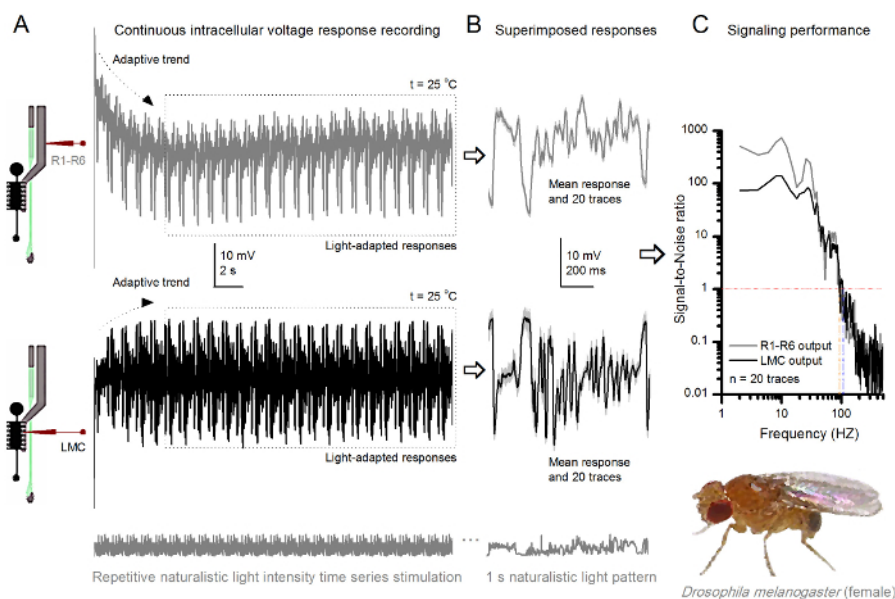 A
Continuous intracellular voltage response recording
B
Superimposed responses
C
Signaling performance
Adaptive trend
t = 25 °C
R1-R6
Mean response
and 20 traces
10 mV
2 s
Light-adapted responses
10 mV
200 ms
Adaptive trend
t = 25 °C
LMC
Light-adapted responses
Mean response
and 20 traces
Signal-to-Noise ratio
1000
100
10
1
0.1
0.01
R1-R6 output
LMC output
n = 20 traces
1
10
100
Frequency (HZ)
Repetitive naturalistic light intensity time series stimulation
...
1 s naturalistic light pattern
Drosophila melanogaster (female)